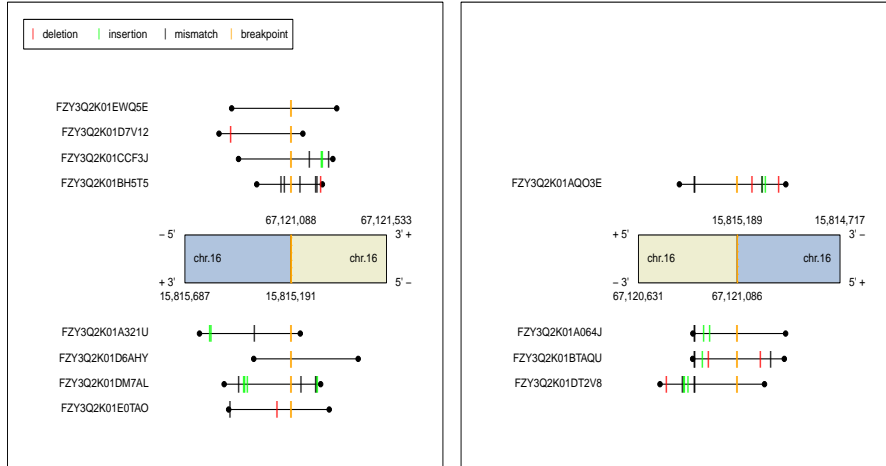 deletion insertion mismatch breakpoint
FZY3Q2K01EWQ5E
FZY3Q2K01D7V12
FZY3Q2K01CCF3J
FZY3Q2K01BH5T5
67,121,088 67,121,533
– 5' 3' +
chr.16 chr.16
+ 3' 5' –
15,815,687 15,815,191
FZY3Q2K01A321U
FZY3Q2K01D6AHY
FZY3Q2K01DM7AL
FZY3Q2K01E0TAO
FZY3Q2K01AQO3E
15,815,189 15,814,717
+ 5' 3' –
chr.16 chr.16
– 3' 5' +
67,120,631 67,121,086
FZY3Q2K01A064J
FZY3Q2K01BTAQU
FZY3Q2K01DT2V8